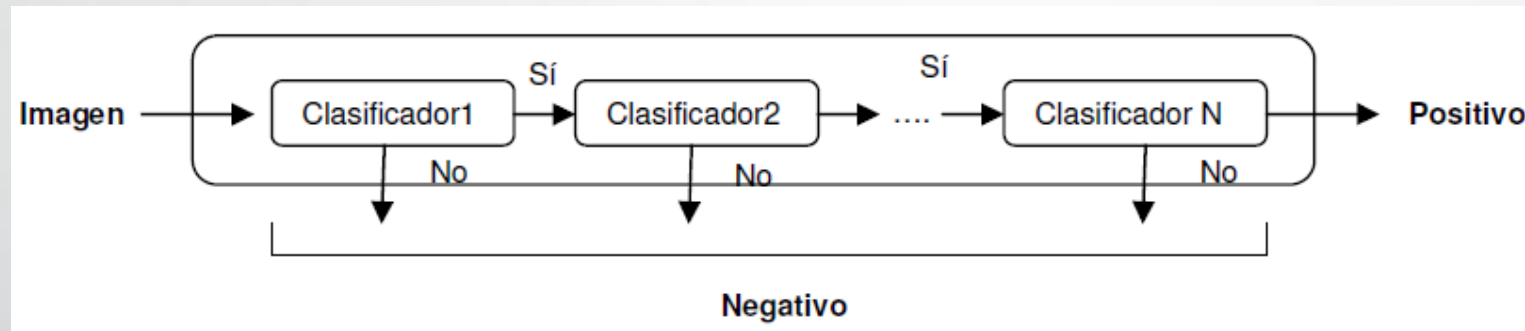 Sí
Sí
Imagen
Clasificador1
Clasificador2
....
Clasificador N
Positivo
No
No
No
Negativo